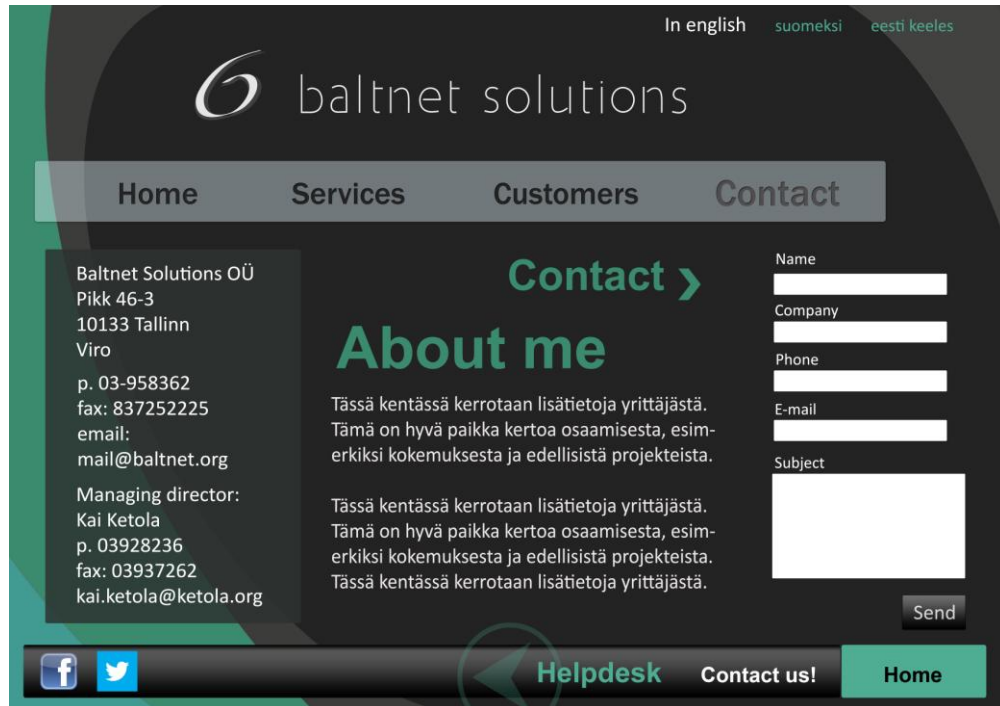 In english suomeksi eesti keeles
6 baltnet solutions
Home Services Customers Contact
Baltnet Solutions OÜ
Pikk 46-3
10133 Tallinn
Viro
p. 03-958362
fax: 837252225
email:
mail@baltnet.org
Managing director:
Kai Ketola
p. 03928236
fax: 03937262
kai.ketola@ketola.org
Contact ❯
About me
Tässä kentässä kerrotaan lisätietoja yrittäjästä.
Tämä on hyvä paikka kertoa osaamisesta, esim-
erkiksi kokemuksesta ja edellisistä projekteista.
Tässä kentässä kerrotaan lisätietoja yrittäjästä.
Tämä on hyvä paikka kertoa osaamisesta, esim-
erkiksi kokemuksesta ja edellisistä projekteista.
Tässä kentässä kerrotaan lisätietoja yrittäjästä.
Name
Company
Phone
E-mail
Subject
Send
f Helpdesk Contact us! Home